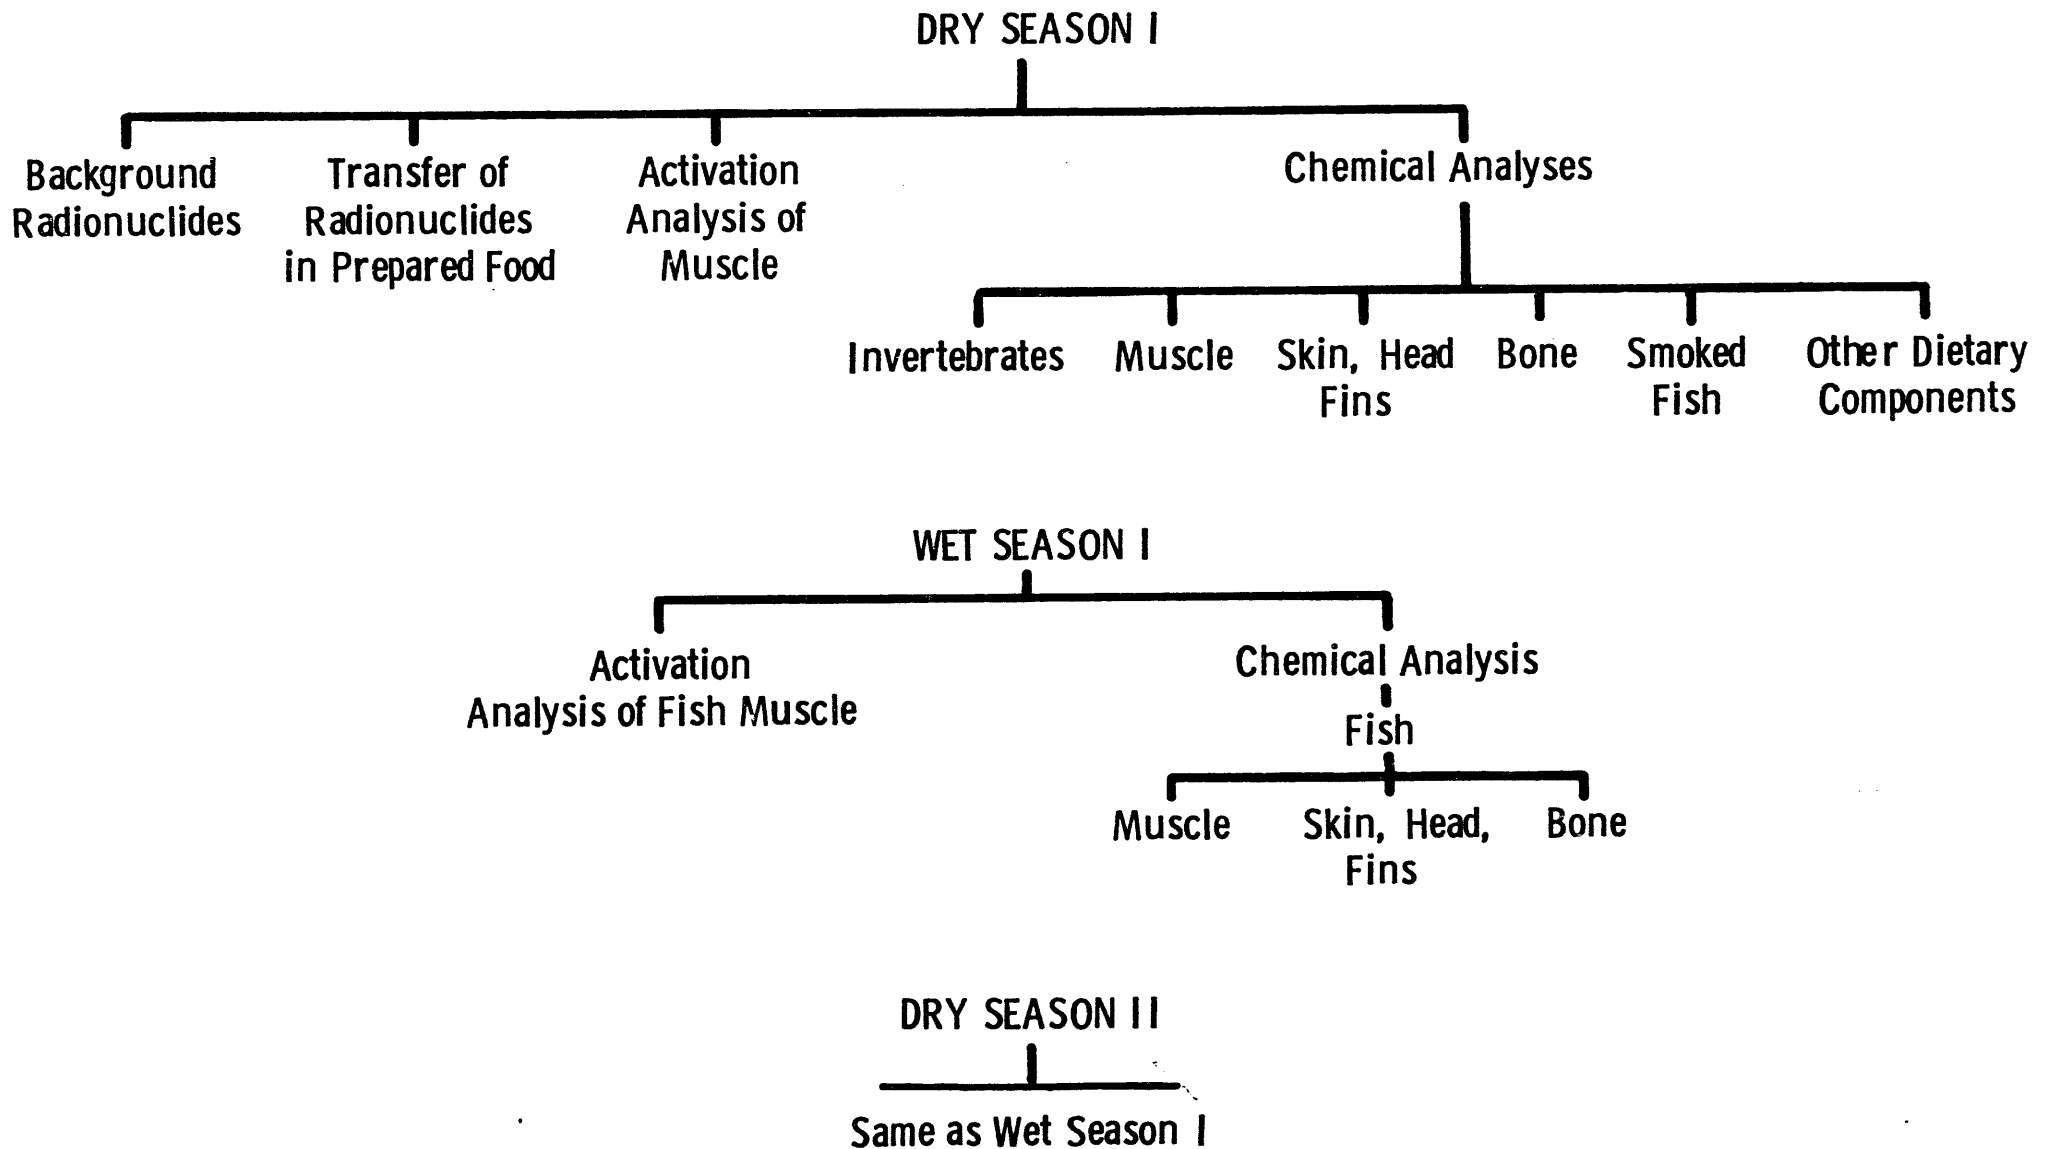 DRY SEASON I
Background
Radionuclides
Transfer of
Radionuclides
in Prepared Food
Activation
Analysis of
Muscle
Chemical Analyses
Invertebrates
Muscle
Skin, Head
Fins
Bone
Smoked
Fish
Other Dietary
Components
WET SEASON I
Activation
Analysis of Fish Muscle
Chemical Analysis
Fish
Muscle
Skin, Head,
Fins
Bone
DRY SEASON II
Same as Wet Season I